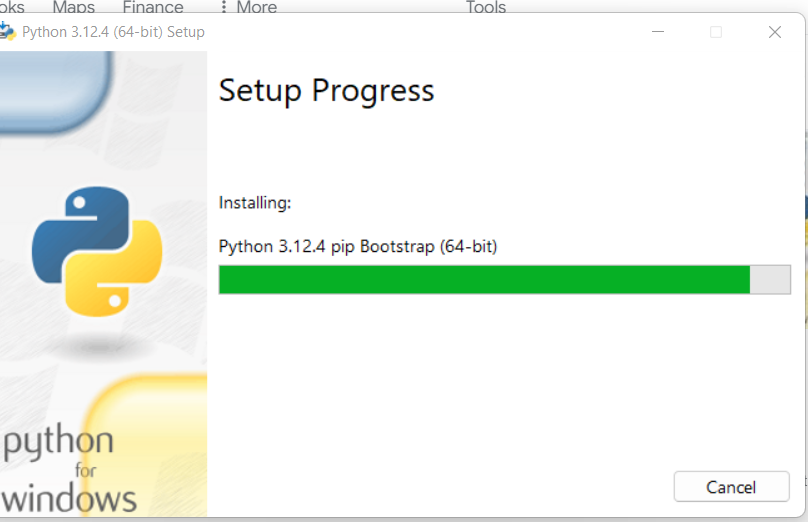 Maps Finance More Tools
Python 3.12.4 (64-bit) Setup
Setup Progress
Installing:
Python 3.12.4 pip Bootstrap (64-bit)
python
for
windows
Cancel